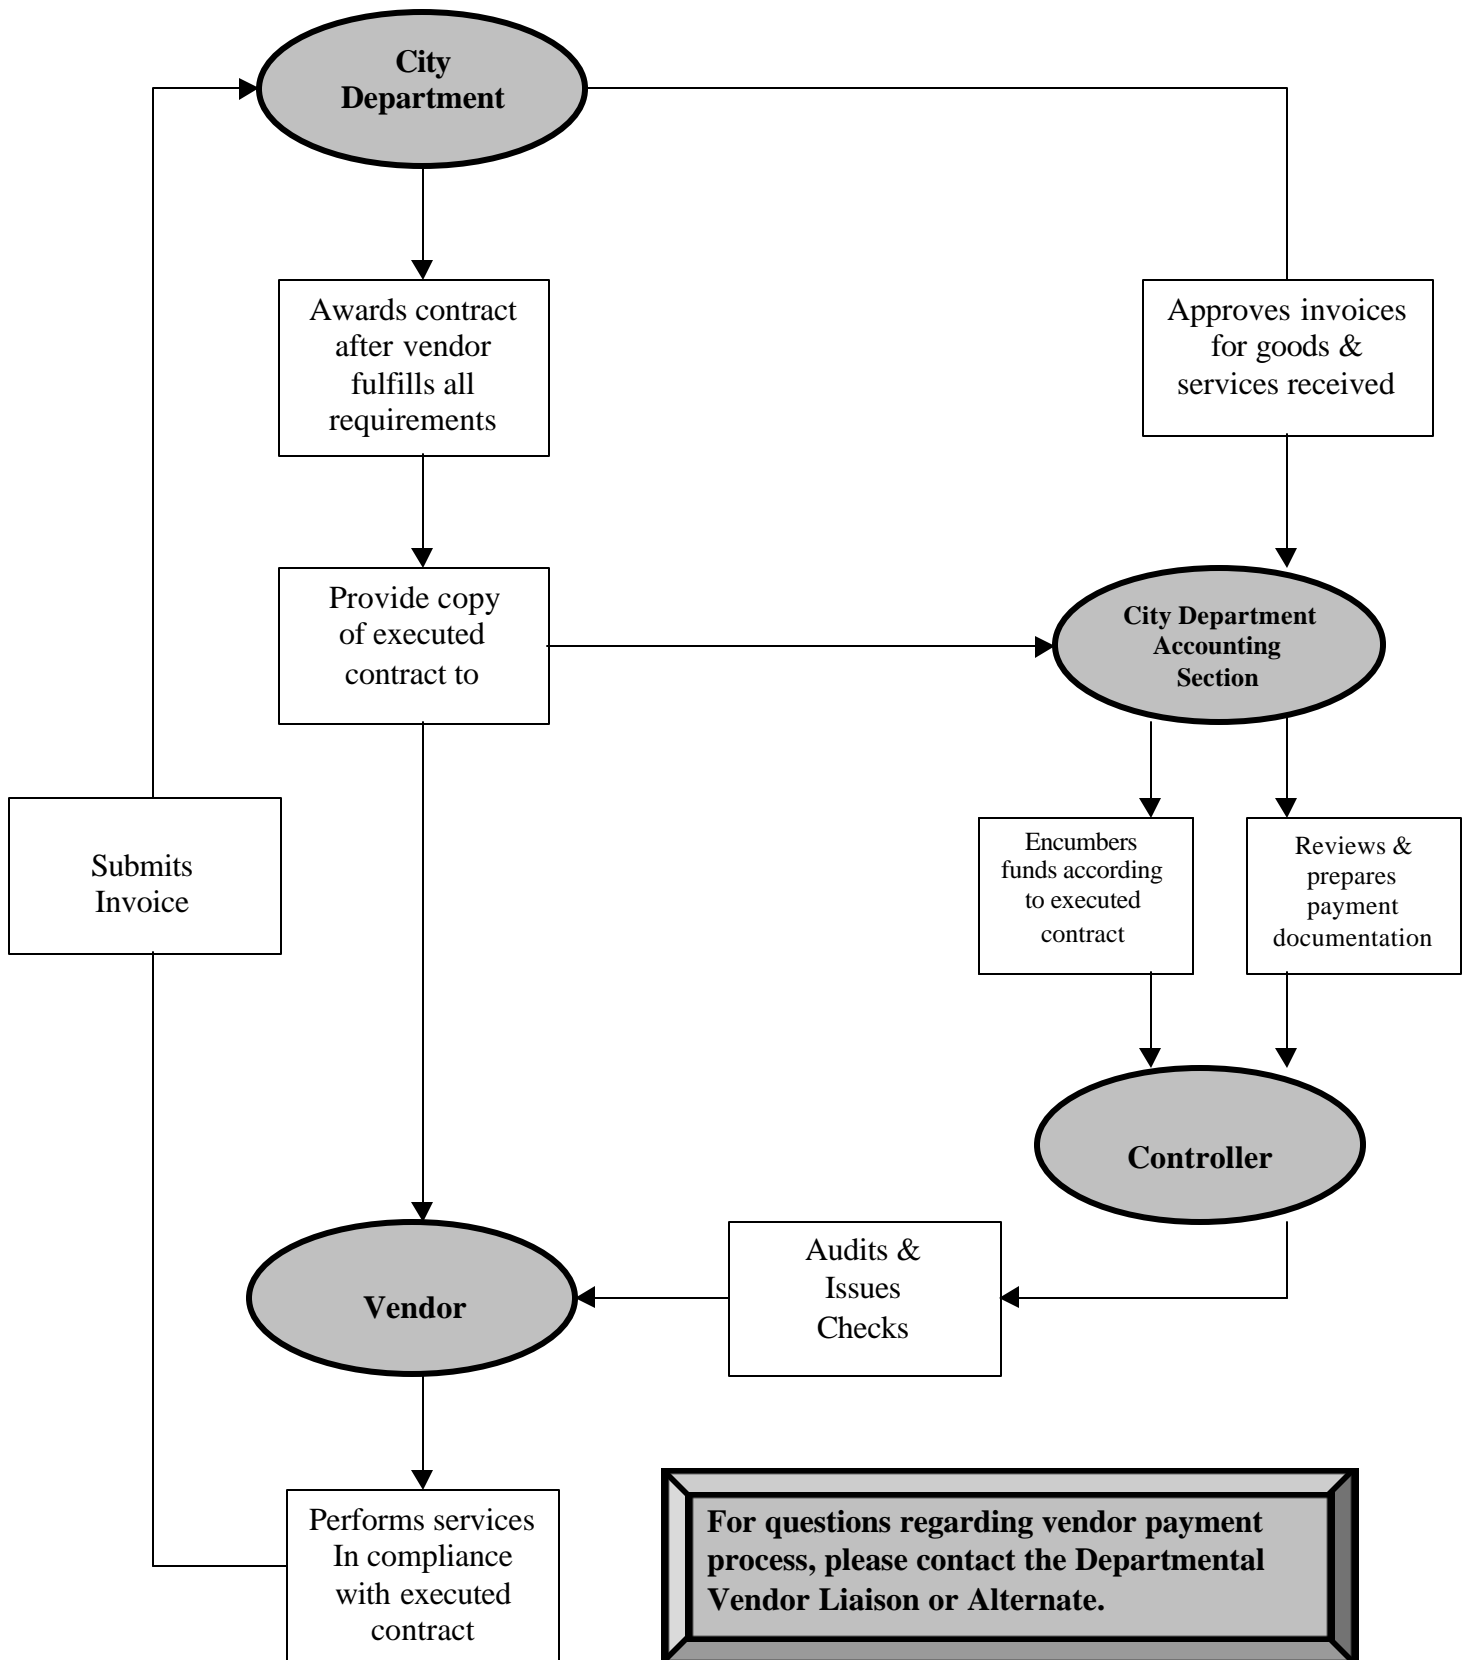 City
Department
Awards contract
after vendor
fulfills all
requirements
Approves invoices
for goods &
services received
Provide copy
of executed
contract to
City Department
Accounting
Section
Submits
Invoice
Encumbers
funds according
to executed
contract
Reviews &
prepares
payment
documentation
Controller
Audits &
Issues
Checks
Vendor
Performs services
In compliance
with executed
contract
For questions regarding vendor payment
process, please contact the Departmental
Vendor Liaison or Alternate.